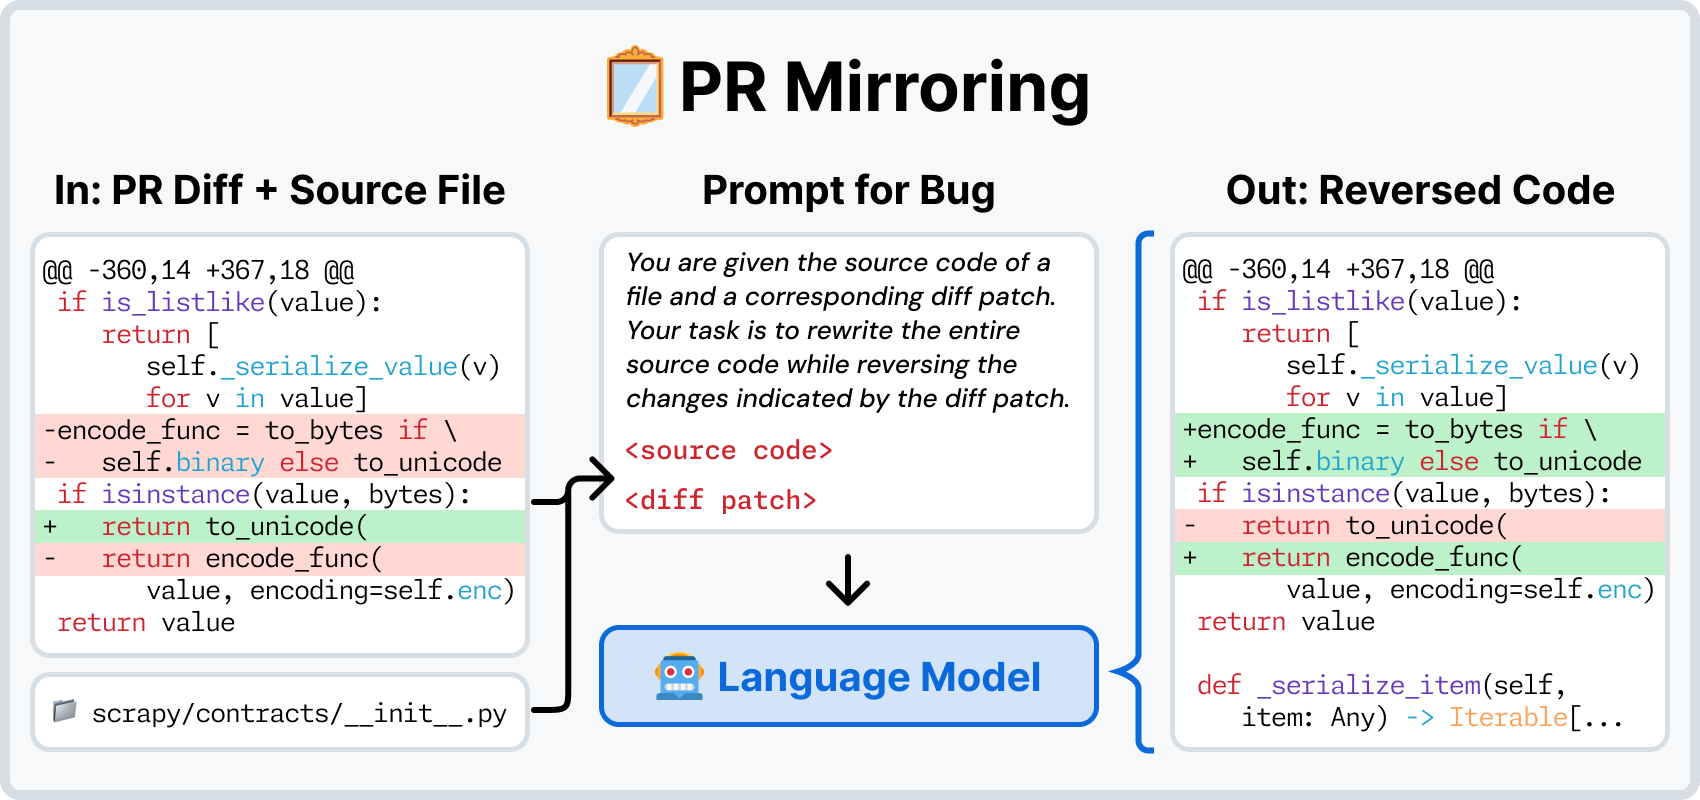 PR Mirroring
In: PR Diff + Source File
@@ -360,14 +367,18 @@
if is_listlike(value):
return [
self._serialize_value(v)
for v in value]
-encode_func = to_bytes if \
- self.binary else to_unicode
if isinstance(value, bytes):
+ return to_unicode(
- return encode_func(
value, encoding=self.enc)
return value
scrapy/contracts/__init__.py
Prompt for Bug
You are given the source code of a
file and a corresponding diff patch.
Your task is to rewrite the entire
source code while reversing the
changes indicated by the diff patch.
<source code>
<diff patch>
Language Model
Out: Reversed Code
@@ -360,14 +367,18 @@
if is_listlike(value):
return [
self._serialize_value(v)
for v in value]
+encode_func = to_bytes if \
+ self.binary else to_unicode
if isinstance(value, bytes):
- return to_unicode(
+ return encode_func(
value, encoding=self.enc)
return value
def _serialize_item(self,
item: Any) -> Iterable[...